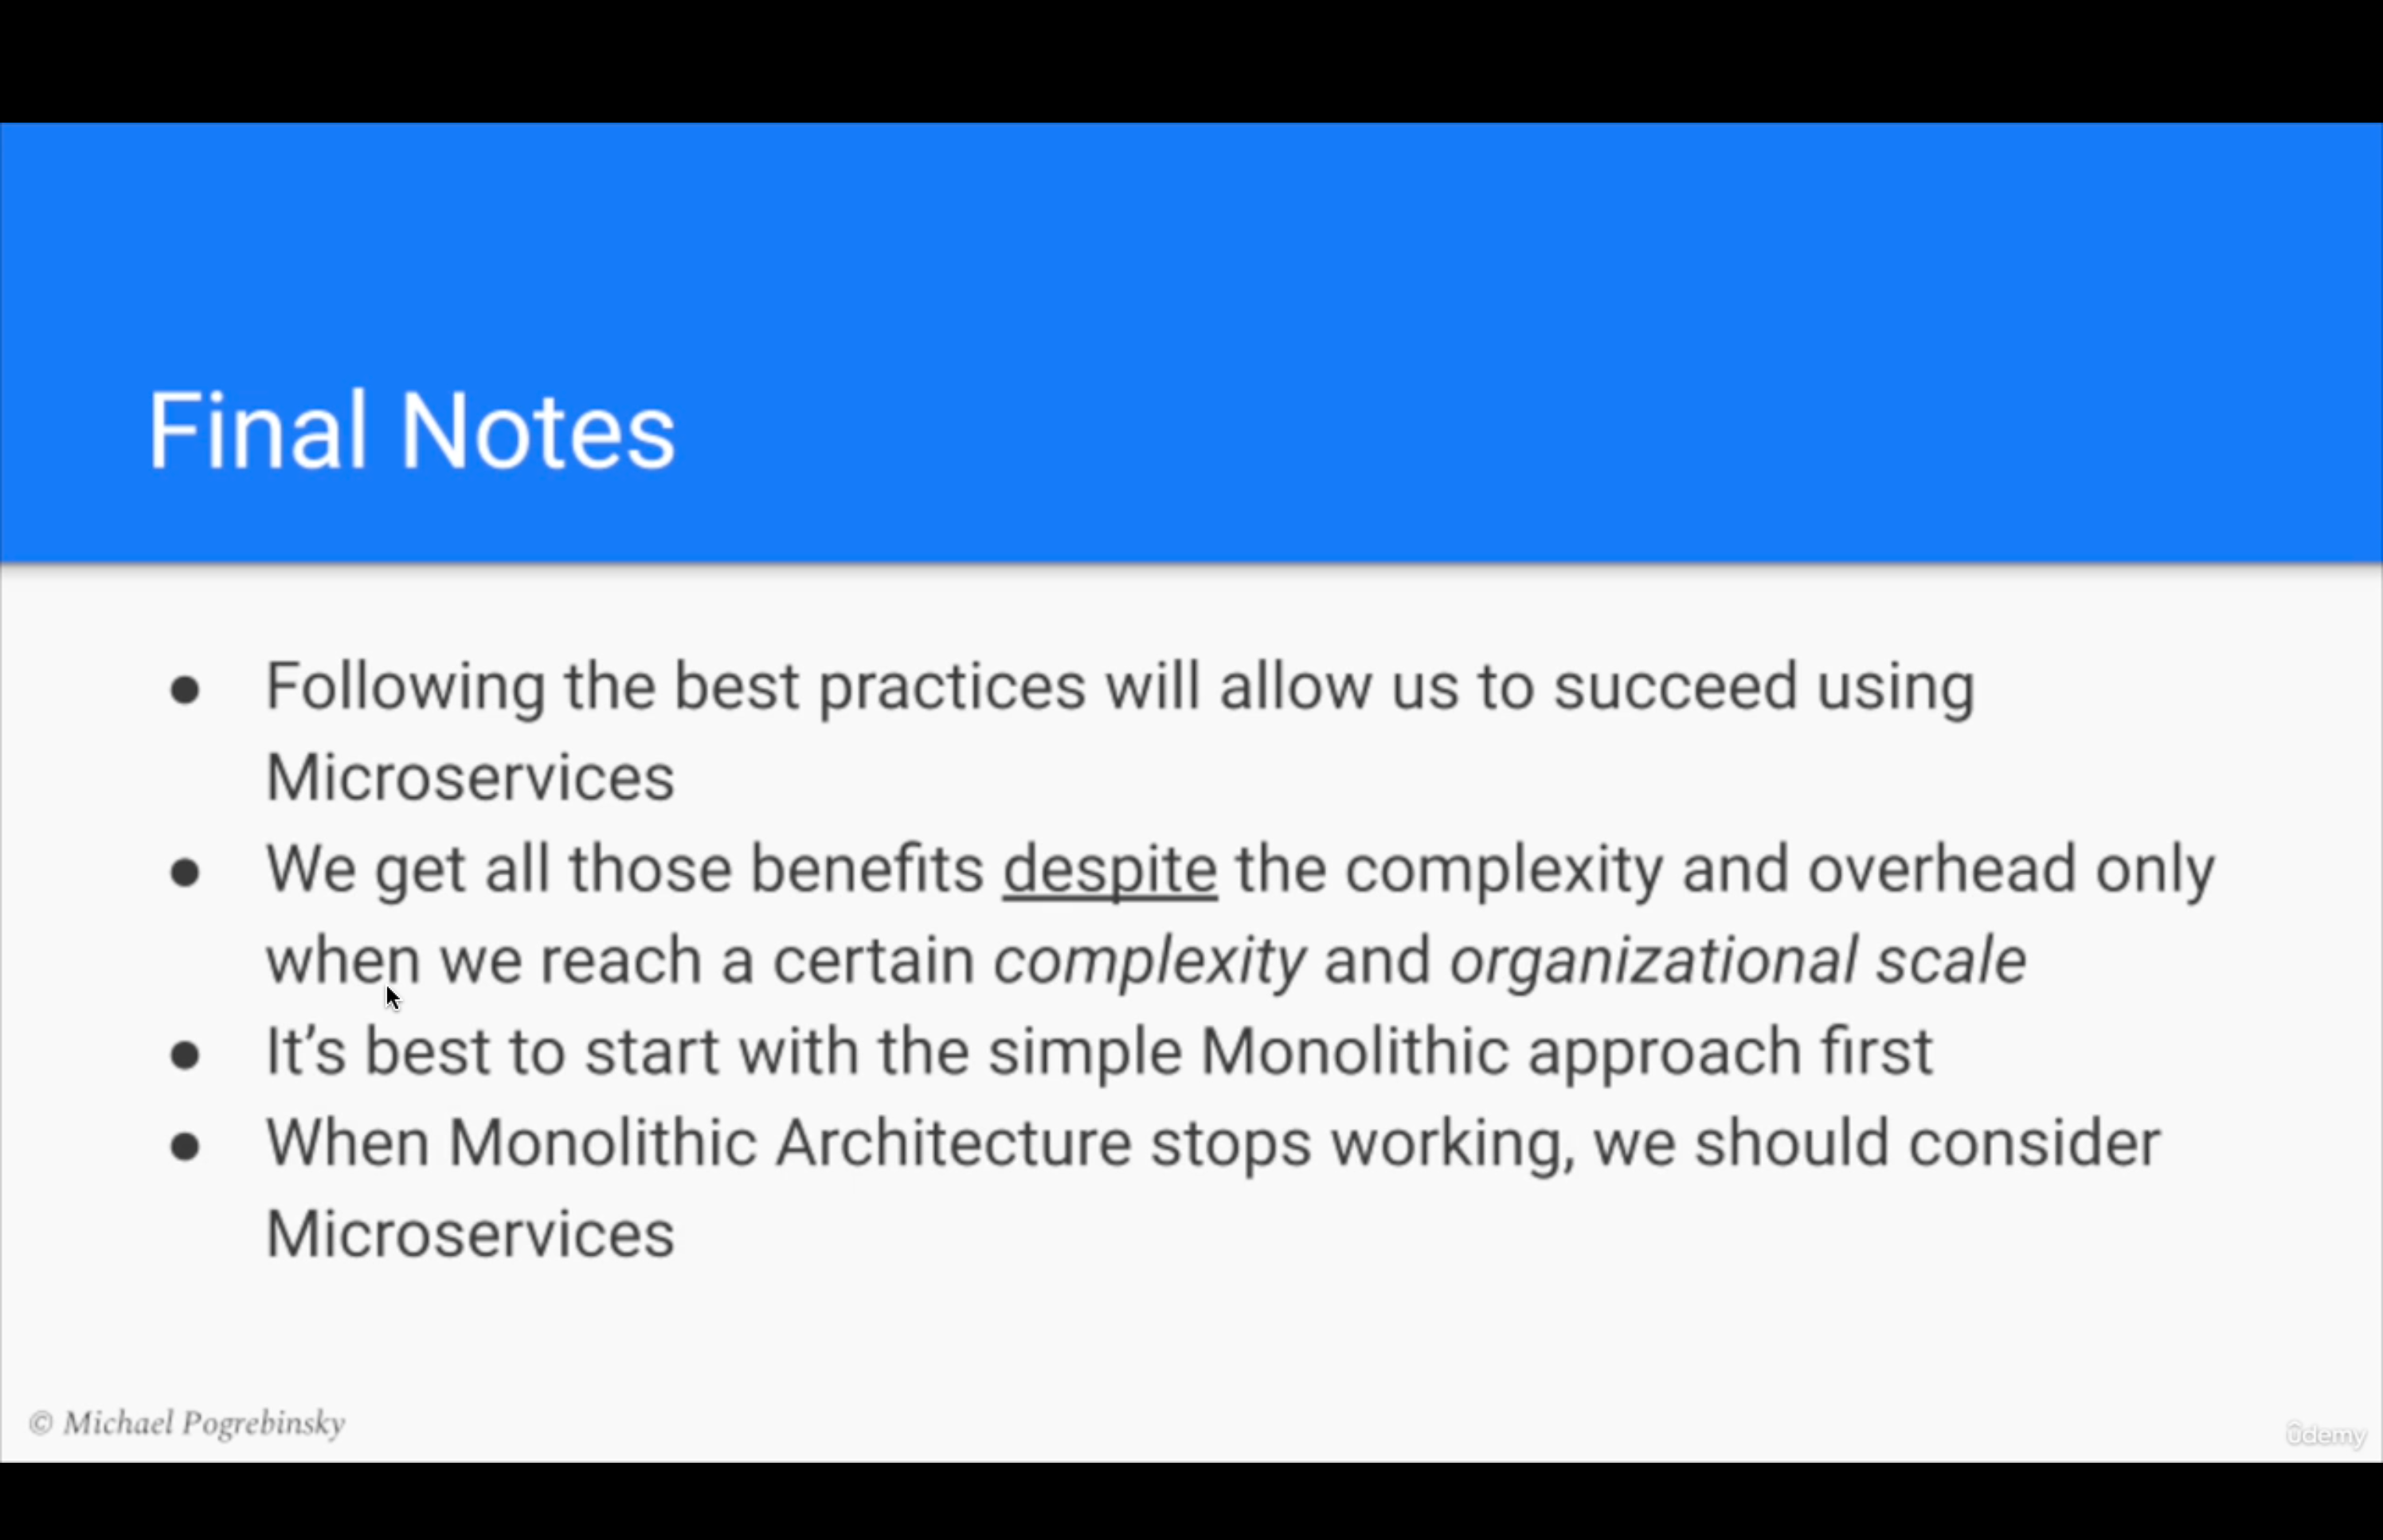 Final Notes
● Following the best practices will allow us to succeed using
Microservices
● We get all those benefits despite the complexity and overhead only
when we reach a certain complexity and organizational scale
● It’s best to start with the simple Monolithic approach first
● When Monolithic Architecture stops working, we should consider
Microservices
© Michael Pogrebinsky
ûdemy